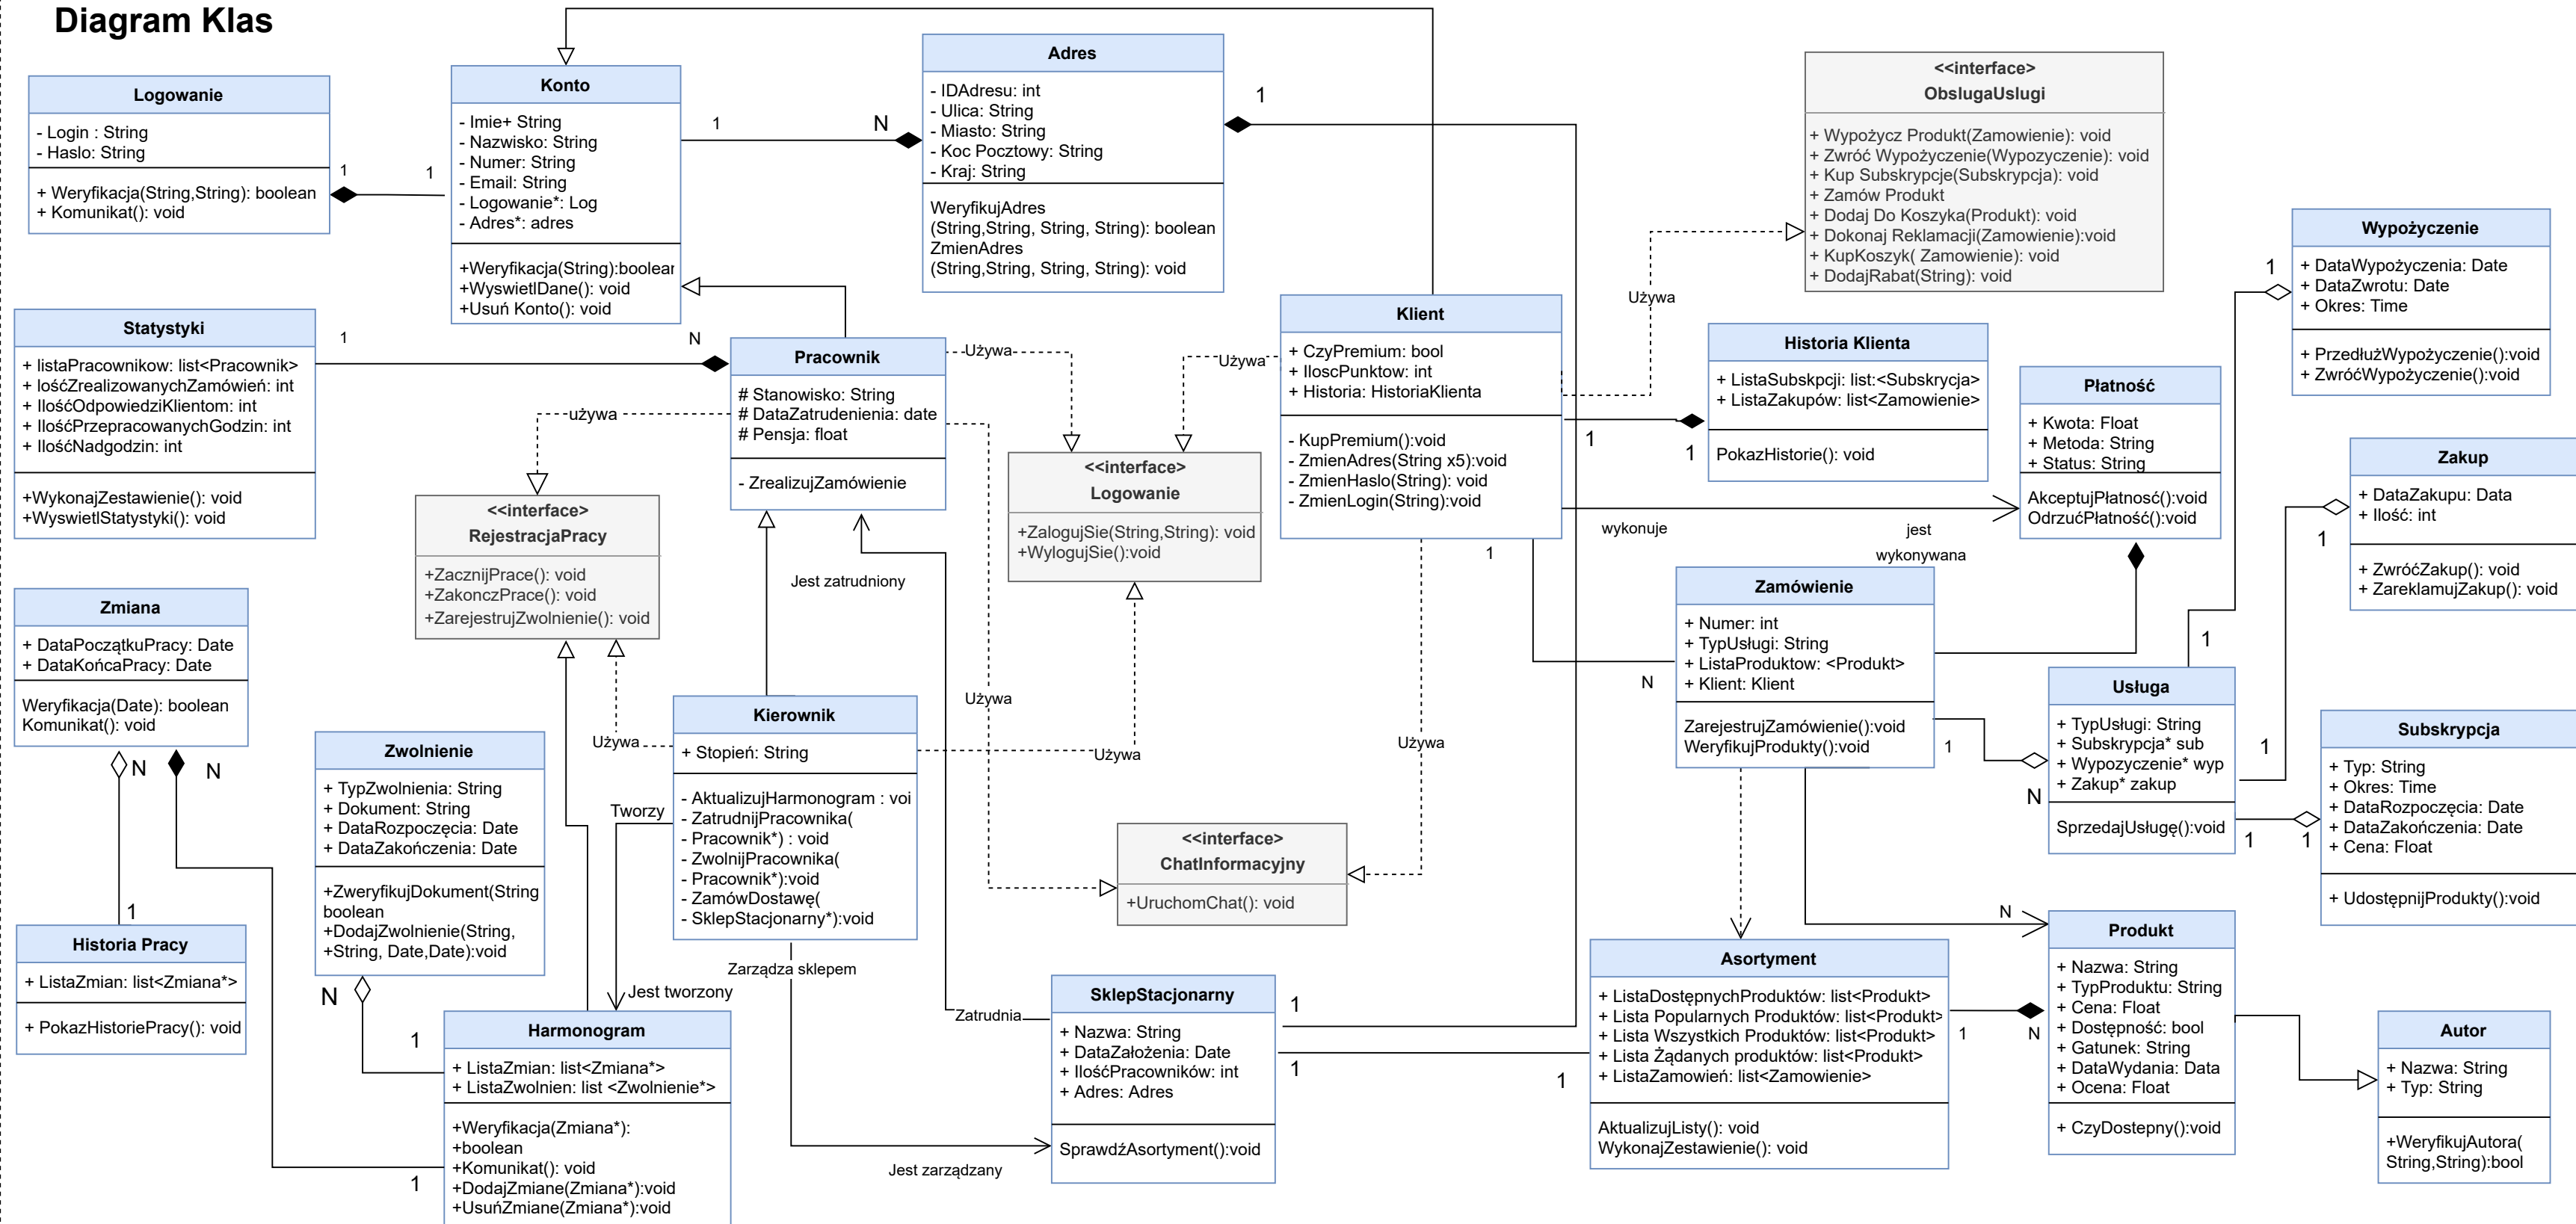 Diagram Klas
Logowanie
- Login : String
- Haslo: String
+ Weryfikacja(String,String): boolean
+ Komunikat(): void
1
1
Konto
- Imie+ String
- Nazwisko: String
- Numer: String
- Email: String
- Logowanie*: Log
- Adres*: adres
+Weryfikacja(String):boolear
+WyswietlDane(): void
+Usuń Konto(): void
1
N
Adres
- IDAdresu: int
- Ulica: String
- Miasto: String
- Koc Pocztowy: String
- Kraj: String
WeryfikujAdres
(String,String, String, String): boolean
ZmienAdres
(String,String, String, String): void
1
<<interface>
ObslugaUslugi
+ Wypożycz Produkt(Zamowienie): void
+ Zwróć Wypożyczenie(Wypozyczenie): void
+ Kup Subskrypcje(Subskrypcja): void
+ Zamów Produkt
+ Dodaj Do Koszyka(Produkt): void
+ Dokonaj Reklamacji(Zamowienie):void
+ KupKoszyk( Zamowienie): void
+ DodajRabat(String): void
Używa
Wypożyczenie
+ DataWypożyczenia: Date
+ DataZwrotu: Date
+ Okres: Time
+ PrzedłużWypożyczenie():void
+ ZwróćWypożyczenie():void
1
Statystyki
+ listaPracownikow: list<Pracownik>
+ IośćZrealizowanychZamówień: int
+ IlośćOdpowiedziKlientom: int
+ IlośćPrzepracowanychGodzin: int
+ IlośćNadgodzin: int
+WykonajZestawienie(): void
+WyswietlStatystyki(): void
1
N
Pracownik
# Stanowisko: String
# DataZatrudenienia: date
# Pensja: float
- ZrealizujZamówienie
Używa
używa
Używa
Klient
+ CzyPremium: bool
+ IloscPunktow: int
+ Historia: HistoriaKlienta
- KupPremium():void
- ZmienAdres(String x5):void
- ZmienHaslo(String): void
- ZmienLogin(String):void
Historia Klienta
+ ListaSubskpcji: list:<Subskrycja>
+ ListaZakupów: list<Zamowienie>
PokazHistorie(): void
1
1
Płatność
+ Kwota: Float
+ Metoda: String
+ Status: String
AkceptujPłatnosć():void
OdrzućPłatność():void
wykonuje
jest
wykonywana
Zakup
+ DataZakupu: Data
+ Ilość: int
+ ZwróćZakup(): void
+ ZareklamujZakup(): void
1
<<interface>
RejestracjaPracy
+ZacznijPrace(): void
+ZakonczPrace(): void
+ZarejestrujZwolnienie(): void
<<interface>
Logowanie
+ZalogujSie(String,String): void
+WylogujSie():void
Jest zatrudniony
1
N
Zamówienie
+ Numer: int
+ TypUsługi: String
+ ListaProduktow: <Produkt>
+ Klient: Klient
ZarejestrujZamówienie():void
WeryfikujProdukty():void
1
N
Zmiana
+ DataPoczątkuPracy: Date
+ DataKońcaPracy: Date
Weryfikacja(Date): boolean
Komunikat(): void
N
N
1
Usługa
+ TypUsługi: String
+ Subskrypcja* sub
+ Wypozyczenie* wyp
+ Zakup* zakup
SprzedajUsługę():void
1
1
1
1
Subskrypcja
+ Typ: String
+ Okres: Time
+ DataRozpoczęcia: Date
+ DataZakończenia: Date
+ Cena: Float
+ UdostępnijProdukty():void
Zwolnienie
+ TypZwolnienia: String
+ Dokument: String
+ DataRozpoczęcia: Date
+ DataZakończenia: Date
+ZweryfikujDokument(String
boolean
+DodajZwolnienie(String,
+String, Date,Date):void
N
1
Kierownik
+ Stopień: String
- AktualizujHarmonogram : voi
- ZatrudnijPracownika(
- Pracownik*) : void
- ZwolnijPracownika(
- Pracownik*):void
- ZamówDostawę(
- SklepStacjonarny*):void
Używa
Używa
Używa
Używa
Tworzy
Jest tworzony
Zarządza sklepem
Jest zarządzany
Zatrudnia
<<interface>
ChatInformacyjny
+UruchomChat(): void
Historia Pracy
+ ListaZmian: list<Zmiana*>
+ PokazHistoriePracy(): void
Harmonogram
+ ListaZmian: list<Zmiana*>
+ ListaZwolnien: list <Zwolnienie*>
+Weryfikacja(Zmiana*):
+boolean
+Komunikat(): void
+DodajZmiane(Zmiana*):void
+UsuńZmiane(Zmiana*):void
1
SklepStacjonarny
+ Nazwa: String
+ DataZałożenia: Date
+ IlośćPracowników: int
+ Adres: Adres
SprawdźAsortyment():void
1
1
1
Asortyment
+ ListaDostępnychProduktów: list<Produkt>
+ Lista Popularnych Produktów: list<Produkt>
+ Lista Wszystkich Produktów: list<Produkt>
+ Lista Żądanych produktów: list<Produkt>
+ ListaZamowień: list<Zamowienie>
AktualizujListy(): void
WykonajZestawienie(): void
1
N
N
Produkt
+ Nazwa: String
+ TypProduktu: String
+ Cena: Float
+ Dostępność: bool
+ Gatunek: String
+ DataWydania: Data
+ Ocena: Float
+ CzyDostepny():void
Autor
+ Nazwa: String
+ Typ: String
+WeryfikujAutora(
String,String):bool